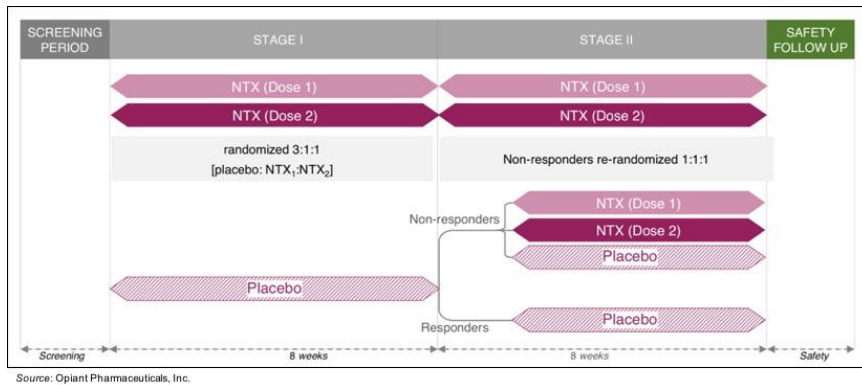 SCREENING
PERIOD
STAGE I
STAGE II
SAFETY
FOLLOW UP
NTX (Dose 1)
NTX (Dose 1)
NTX (Dose 2)
NTX (Dose 2)
randomized 3:1:1
[placebo: NTX₁:NTX₂]
Non-responders re-randomized 1:1:1
NTX (Dose 1)
Non-responders
NTX (Dose 2)
Placebo
Placebo
Placebo
Responders
Screening
8 weeks
8 weeks
Safety
Source: Opiant Pharmaceuticals, Inc.